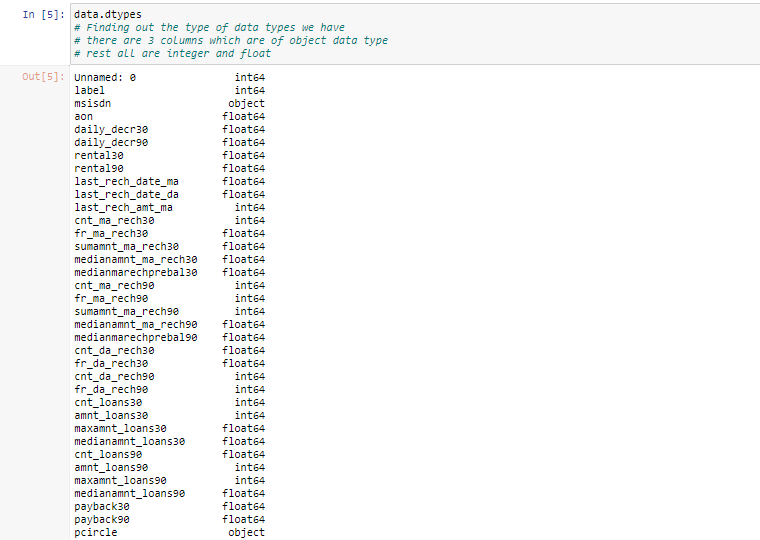 In [5]: data.dtypes
# Finding out the type of data types we have
# there are 3 columns which are of object data type
# rest all are integer and float
Out[5]: Unnamed: 0 int64
label int64
msisdn object
aon float64
daily_decr30 float64
daily_decr90 float64
rental30 float64
rental90 float64
last_rech_date_ma float64
last_rech_date_da float64
last_rech_amt_ma int64
cnt_ma_rech30 int64
fr_ma_rech30 float64
sumamnt_ma_rech30 float64
medianamnt_ma_rech30 float64
medianmarechprebal30 float64
cnt_ma_rech90 int64
fr_ma_rech90 int64
sumamnt_ma_rech90 int64
medianamnt_ma_rech90 float64
medianmarechprebal90 float64
cnt_da_rech30 float64
fr_da_rech30 float64
cnt_da_rech90 int64
fr_da_rech90 int64
cnt_loans30 int64
amnt_loans30 int64
maxamnt_loans30 float64
medianamnt_loans30 float64
cnt_loans90 float64
amnt_loans90 int64
maxamnt_loans90 int64
medianamnt_loans90 float64
payback30 float64
payback90 float64
pcircle object